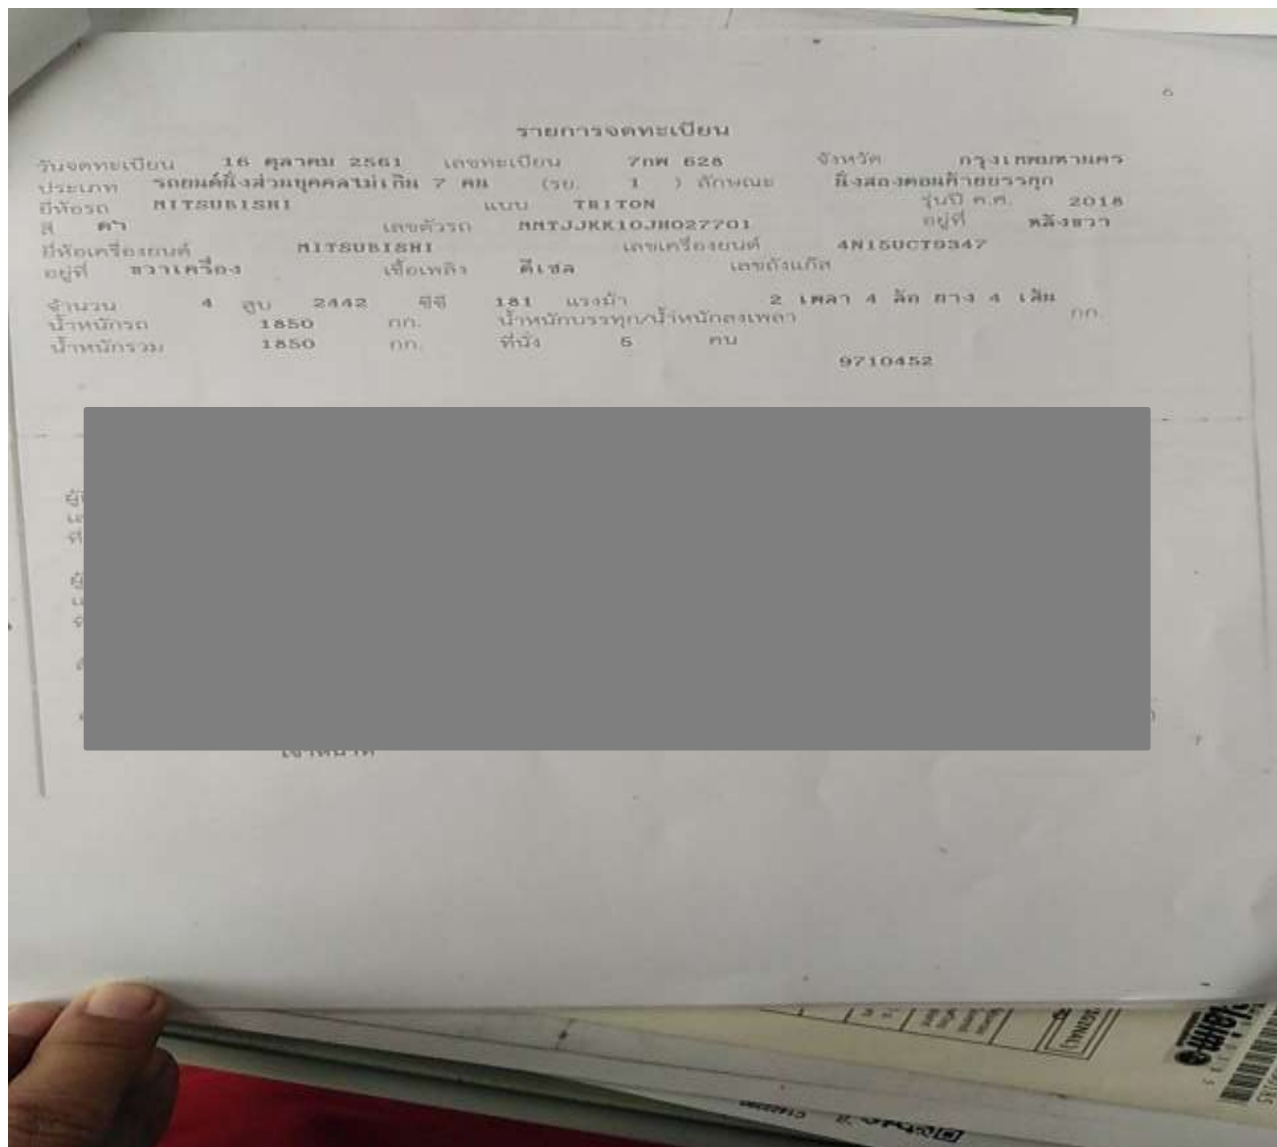 6
รายการจดทะเบียน
วันจดทะเบียน 16 ตุลาคม 2561 เลขทะเบียน 7กพ 628 จังหวัด กรุงเทพมหานคร
ประเภท รถยนต์นั่งส่วนบุคคลไม่เกิน 7 คน (รย. 1 ) ลักษณะ นั่งสองตอนท้ายบรรทุก
ยี่ห้อรถ MITSUBISHI แบบ TRITON รุ่นปี ค.ศ. 2018
สี ดำ เลขตัวรถ MMTJJKK10JH027701 อยู่ที่ หลังขวา
ยี่ห้อเครื่องยนต์ MITSUBISHI เลขเครื่องยนต์ 4N15UCT9347
อยู่ที่ ขวาเครื่อง เชื้อเพลิง ดีเซล เลขถังแก๊ส
จำนวน 4 สูบ 2442 ซีซี 181 แรงม้า 2 เพลา 4 ล้อ ยาง 4 เส้น
น้ำหนักรถ 1850 กก. น้ำหนักบรรทุก/น้ำหนักลงเพลา กก.
น้ำหนักรวม 1850 กก. ที่นั่ง 5 คน
9710452